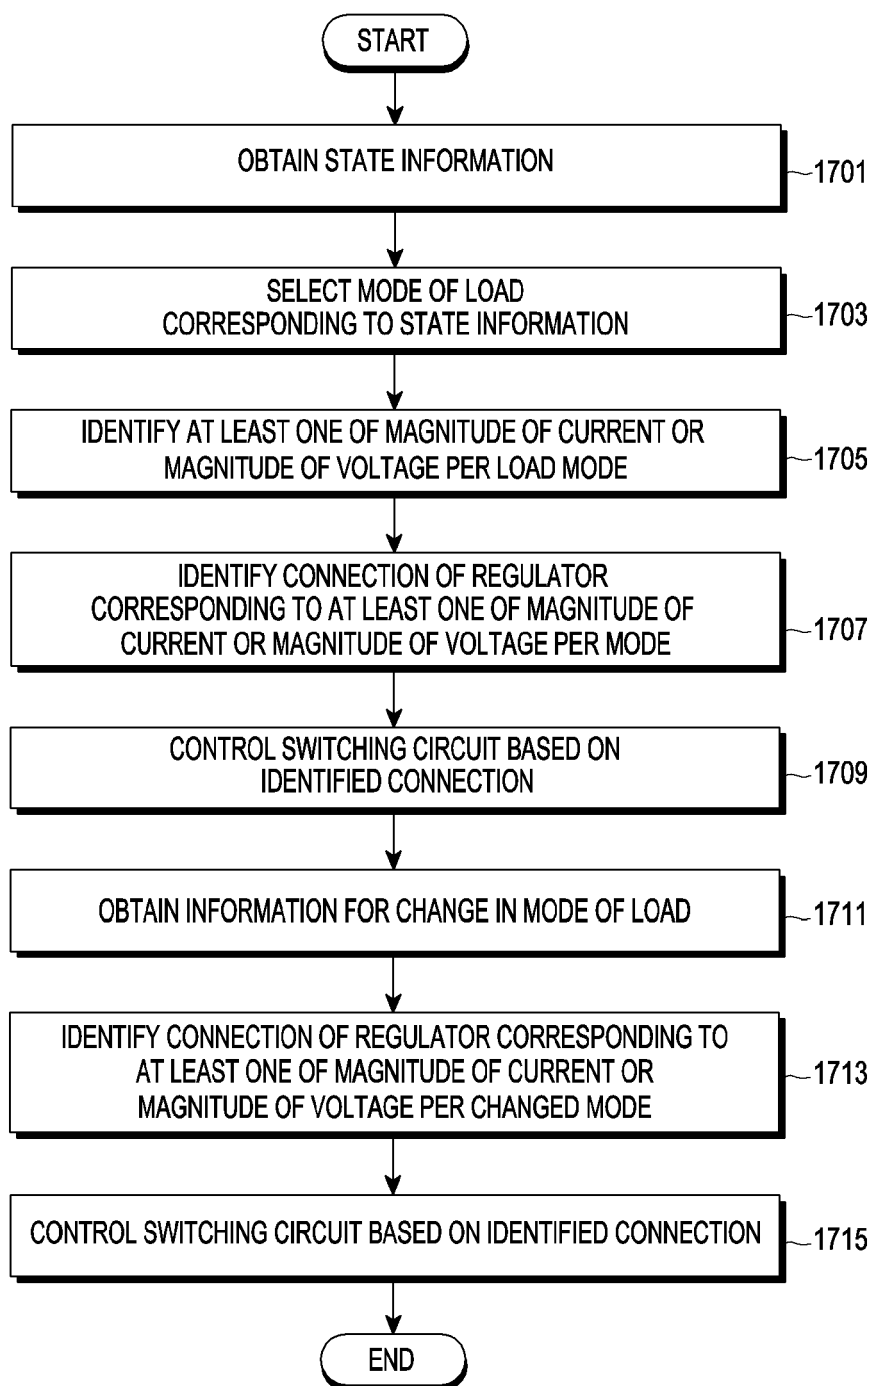 START
OBTAIN STATE INFORMATION
1701
SELECT MODE OF LOAD
CORRESPONDING TO STATE INFORMATION
1703
IDENTIFY AT LEAST ONE OF MAGNITUDE OF CURRENT OR
MAGNITUDE OF VOLTAGE PER LOAD MODE
1705
IDENTIFY CONNECTION OF REGULATOR
CORRESPONDING TO AT LEAST ONE OF MAGNITUDE OF
CURRENT OR MAGNITUDE OF VOLTAGE PER MODE
1707
CONTROL SWITCHING CIRCUIT BASED ON
IDENTIFIED CONNECTION
1709
OBTAIN INFORMATION FOR CHANGE IN MODE OF LOAD
1711
IDENTIFY CONNECTION OF REGULATOR CORRESPONDING TO
AT LEAST ONE OF MAGNITUDE OF CURRENT OR
MAGNITUDE OF VOLTAGE PER CHANGED MODE
1713
CONTROL SWITCHING CIRCUIT BASED ON IDENTIFIED CONNECTION
1715
END